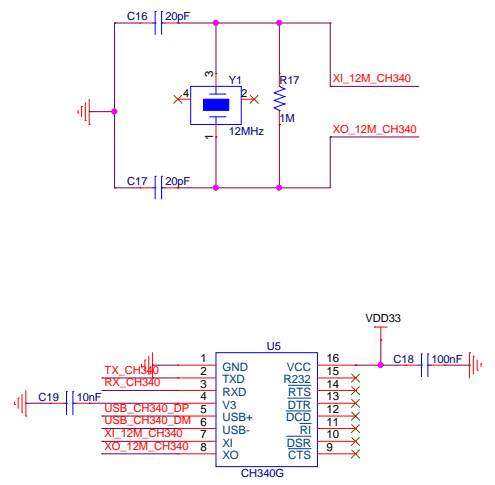 C16 20pF
3
Y1
R17
XI_12M_CH340
4
2
1M
1
12MHz
XO_12M_CH340
C17 20pF
VDD33
U5
C18 100nF
1 GND VCC 16
TX_CH340 2 TXD R232 15
RX_CH340 3 RXD RTS 14
C19 10nF 4 V3 DTR 13
USB_CH340_DP 5 USB+ DCD 12
USB_CH340_DM 6 USB- RI 11
XI_12M_CH340 7 XI DSR 10
XO_12M_CH340 8 XO CTS 9
CH340G